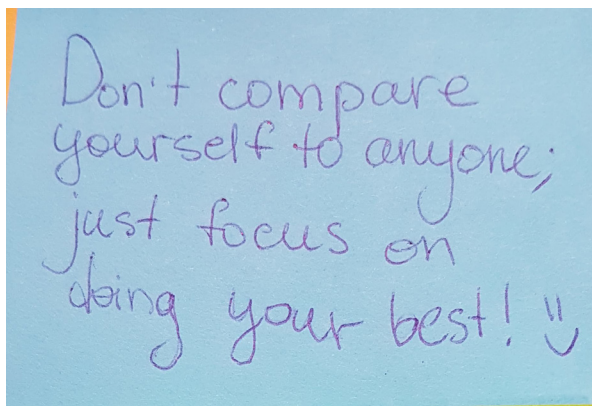 Don't compare
yourself to anyone;
just focus on
doing your best! :)